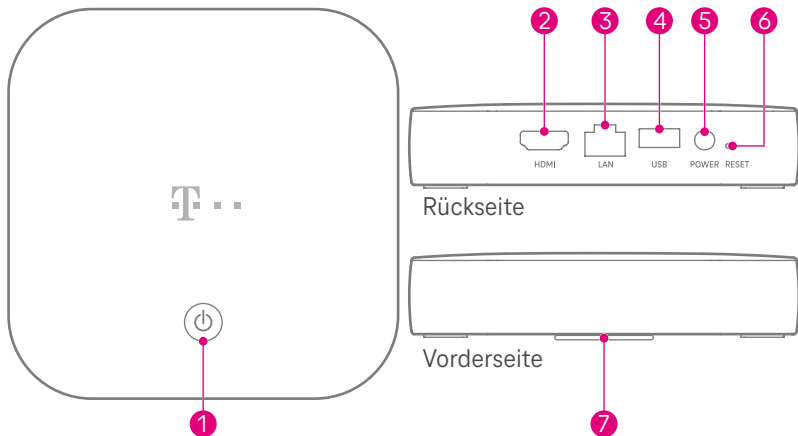 2 3 4 5 6
HDMI LAN USB POWER RESET
Rückseite
T
Vorderseite
1 7